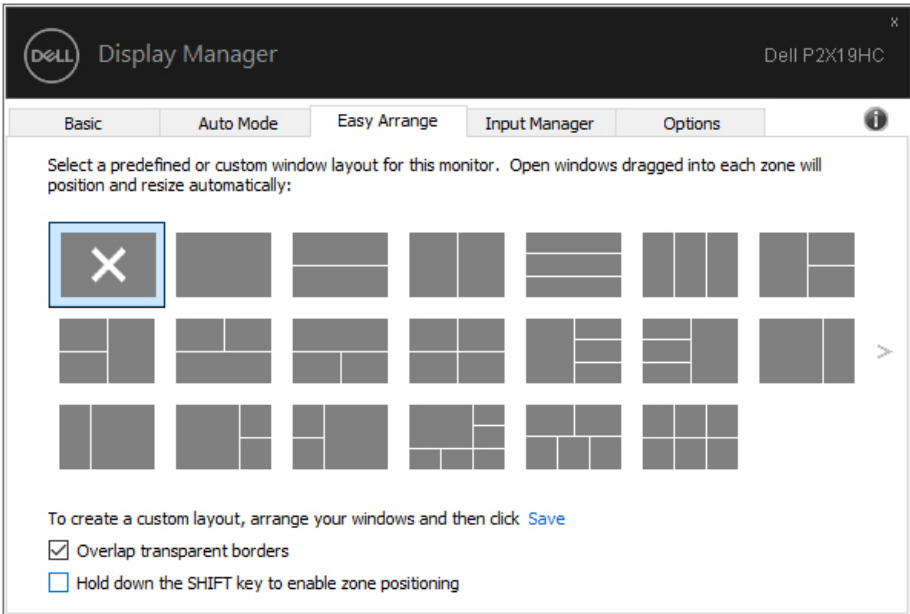 x
DELL
Display Manager
Dell P2X19HC
Basic
Auto Mode
Easy Arrange
Input Manager
Options
Select a predefined or custom window layout for this monitor. Open windows dragged into each zone will
position and resize automatically:
>
To create a custom layout, arrange your windows and then click Save
Overlap transparent borders
Hold down the SHIFT key to enable zone positioning